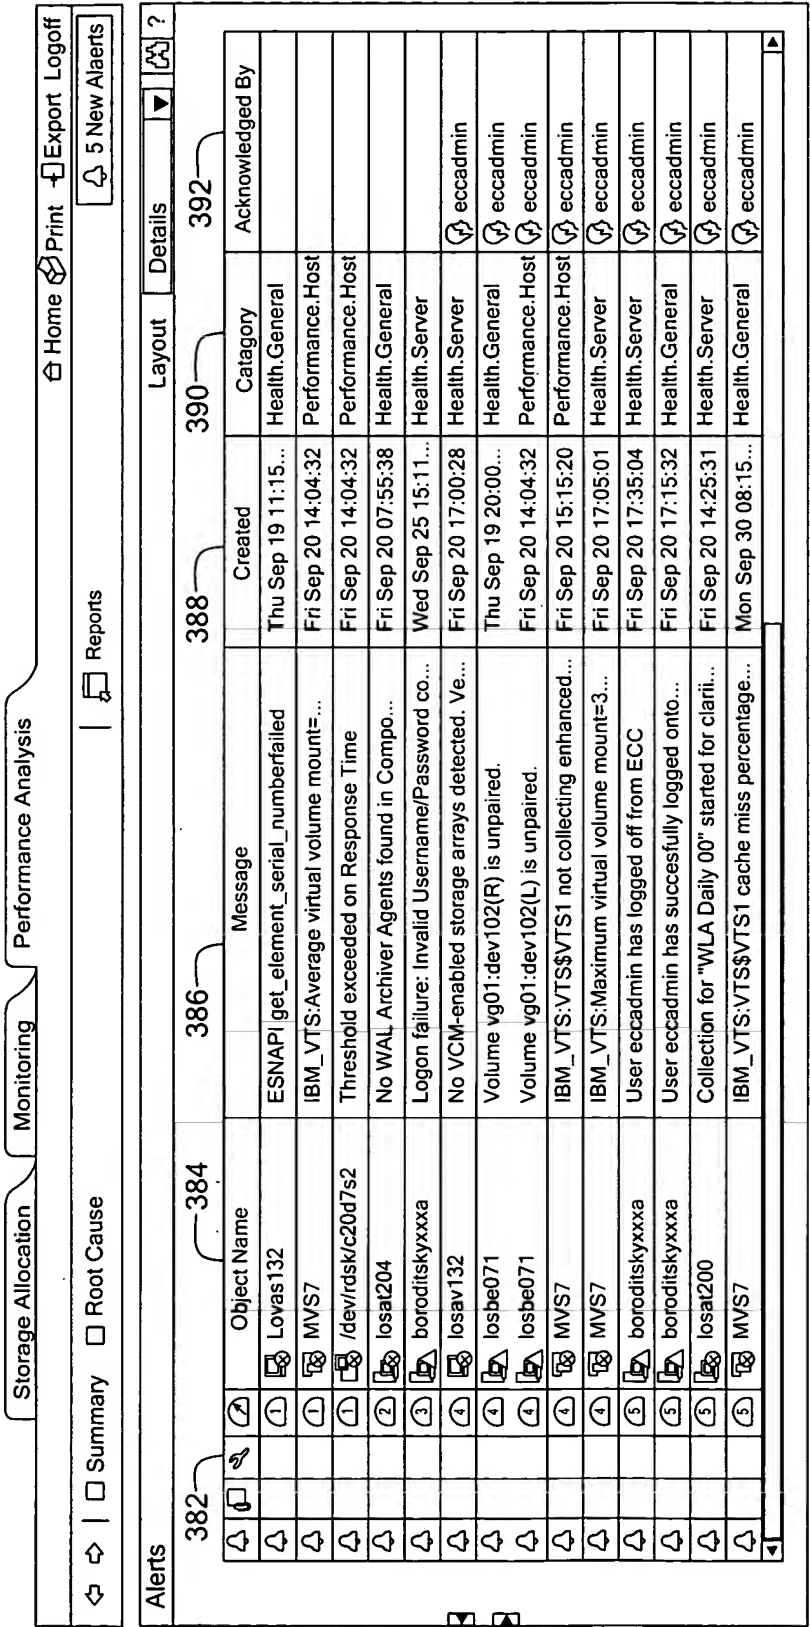 Storage Allocation Monitoring Performance Analysis
Home Print Export Logoff
Summary Root Cause Reports 5 New Alaerts
Alerts Layout Details ?
382 384 386 388 390 392
Object Name Message Created Catagory Acknowledged By
1 Lovas132 ESNAPI get_element_serial_numberfailed Thu Sep 19 11:15... Health.General
1 MVS7 IBM_VTS:Average virtual volume mount=... Fri Sep 20 14:04:32 Performance.Host
1 /dev/rdsk/c20d7s2 Threshold exceeded on Response Time Fri Sep 20 14:04:32 Performance.Host
2 losat204 No WAL Archiver Agents found in Compo... Fri Sep 20 07:55:38 Health.General
3 boroditskyxxxa Logon failure: Invalid Username/Password co... Wed Sep 25 15:11... Health.Server
4 losav132 No VCM-enabled storage arrays detected. Ve... Fri Sep 20 17:00:28 Health.Server eccadmin
4 losbe071 Volume vg01:dev102(R) is unpaired. Thu Sep 19 20:00... Health.General eccadmin
4 losbe071 Volume vg01:dev102(L) is unpaired. Fri Sep 20 14:04:32 Performance.Host eccadmin
4 MVS7 IBM_VTS:VTS$VTS1 not collecting enhanced... Fri Sep 20 15:15:20 Performance.Host eccadmin
4 MVS7 IBM_VTS:Maximum virtual volume mount=3... Fri Sep 20 17:05:01 Health.Server eccadmin
5 boroditskyxxxa User eccadmin has logged off from ECC Fri Sep 20 17:35:04 Health.Server eccadmin
5 boroditskyxxxa User eccadmin has succesfully logged onto... Fri Sep 20 17:15:32 Health.General eccadmin
5 losat200 Collection for "WLA Daily 00" started for clarii... Fri Sep 20 14:25:31 Health.Server eccadmin
5 MVS7 IBM_VTS:VTS$VTS1 cache miss percentage... Mon Sep 30 08:15... Health.General eccadmin